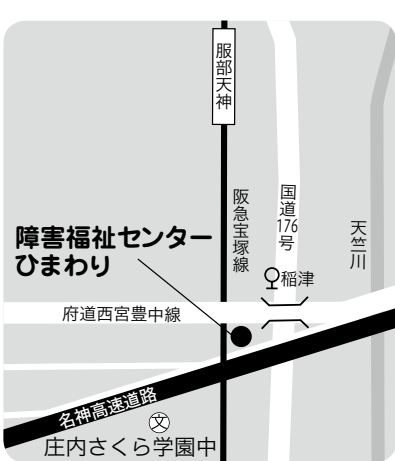 服部天神
阪急宝塚線
国道176号
天竺川
障害福祉センター
ひまわり
稲津
府道西宮豊中線
名神高速道路
文
庄内さくら学園中